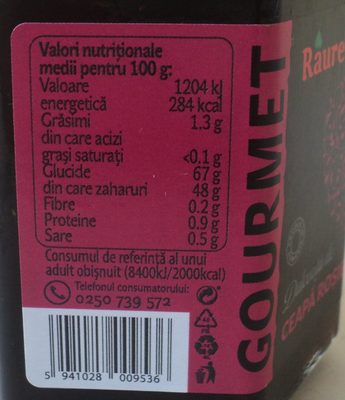 Valori nutriționale
medii pentru 100 g:
Valoare 1204 kJ
energetică 284 kcal
Grăsimi 1.3 g
din care acizi
grași saturați <0.1 g
Glucide 67 g
din care zaharuri 48 g
Fibre 0.2 g
Proteine 0.9 g
Sare 0.5 g
Consumul de referință al unui
adult obișnuit (8400kJ/2000kcal)
Telefonul consumatorului:
0250 739 572
5 941028 009536
GOURMET
Raure
CEAPĂ ROȘIE